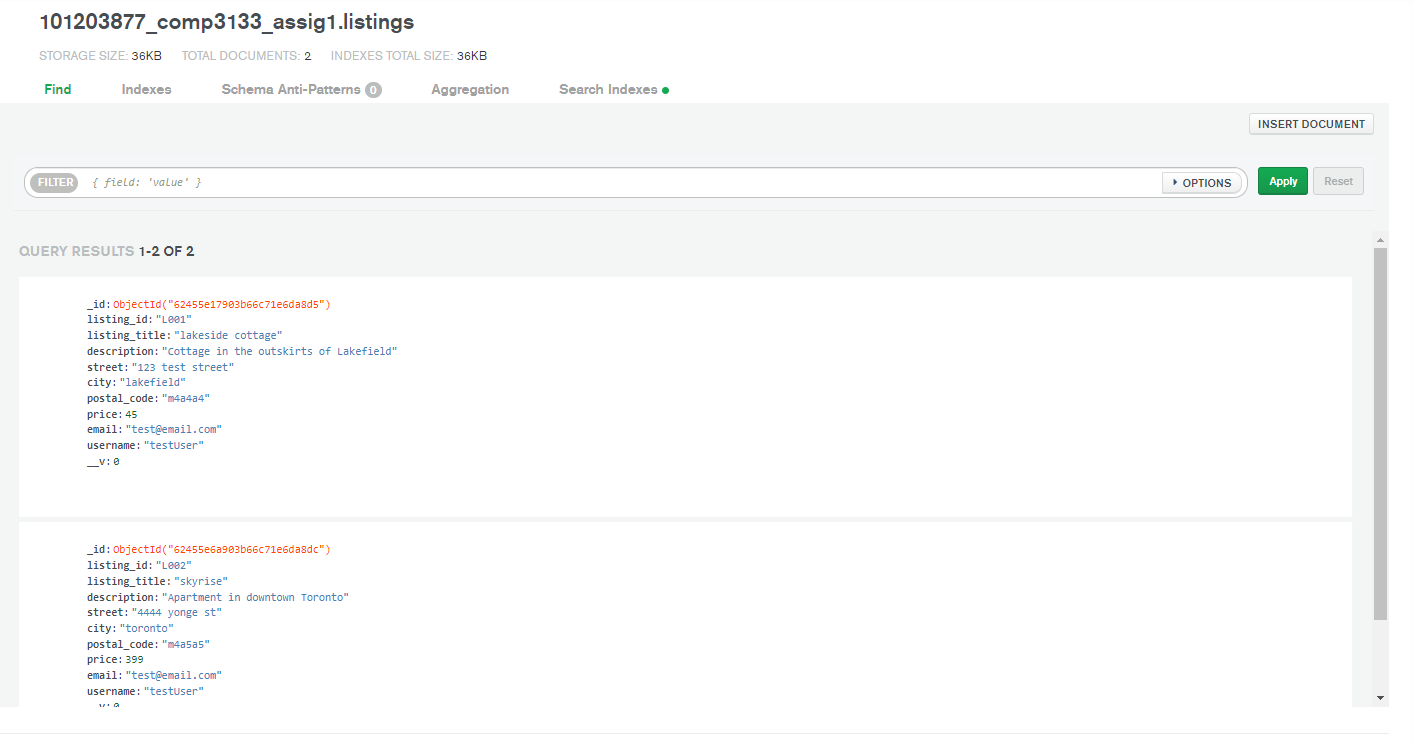 101203877_comp3133_assig1.listings
STORAGE SIZE: 36KB TOTAL DOCUMENTS: 2 INDEXES TOTAL SIZE: 36KB
Find Indexes Schema Anti-Patterns 0 Aggregation Search Indexes
INSERT DOCUMENT
FILTER { field: 'value' } OPTIONS Apply Reset
QUERY RESULTS 1-2 OF 2
_id: ObjectId("62455e17903b66c71e6da8d5")
listing_id: "L001"
listing_title: "lakeside cottage"
description: "Cottage in the outskirts of Lakefield"
street: "123 test street"
city: "lakefield"
postal_code: "m4a4a4"
price: 45
email: "test@email.com"
username: "testUser"
__v: 0
_id: ObjectId("62455e6a903b66c71e6da8dc")
listing_id: "L002"
listing_title: "skyrise"
description: "Apartment in downtown Toronto"
street: "4444 yonge st"
city: "toronto"
postal_code: "m4a5a5"
price: 399
email: "test@email.com"
username: "testUser"
__v: 0